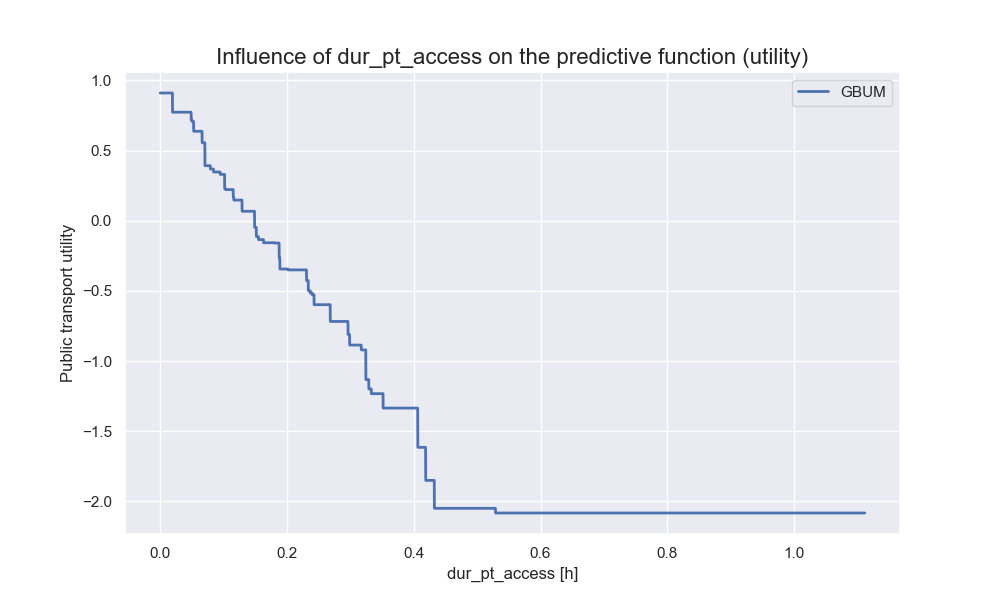 Influence of dur_pt_access on the predictive function (utility)
GBUM
Public transport utility
1.0
0.5
0.0
−0.5
−1.0
−1.5
−2.0
0.0 0.2 0.4 0.6 0.8 1.0
dur_pt_access [h]